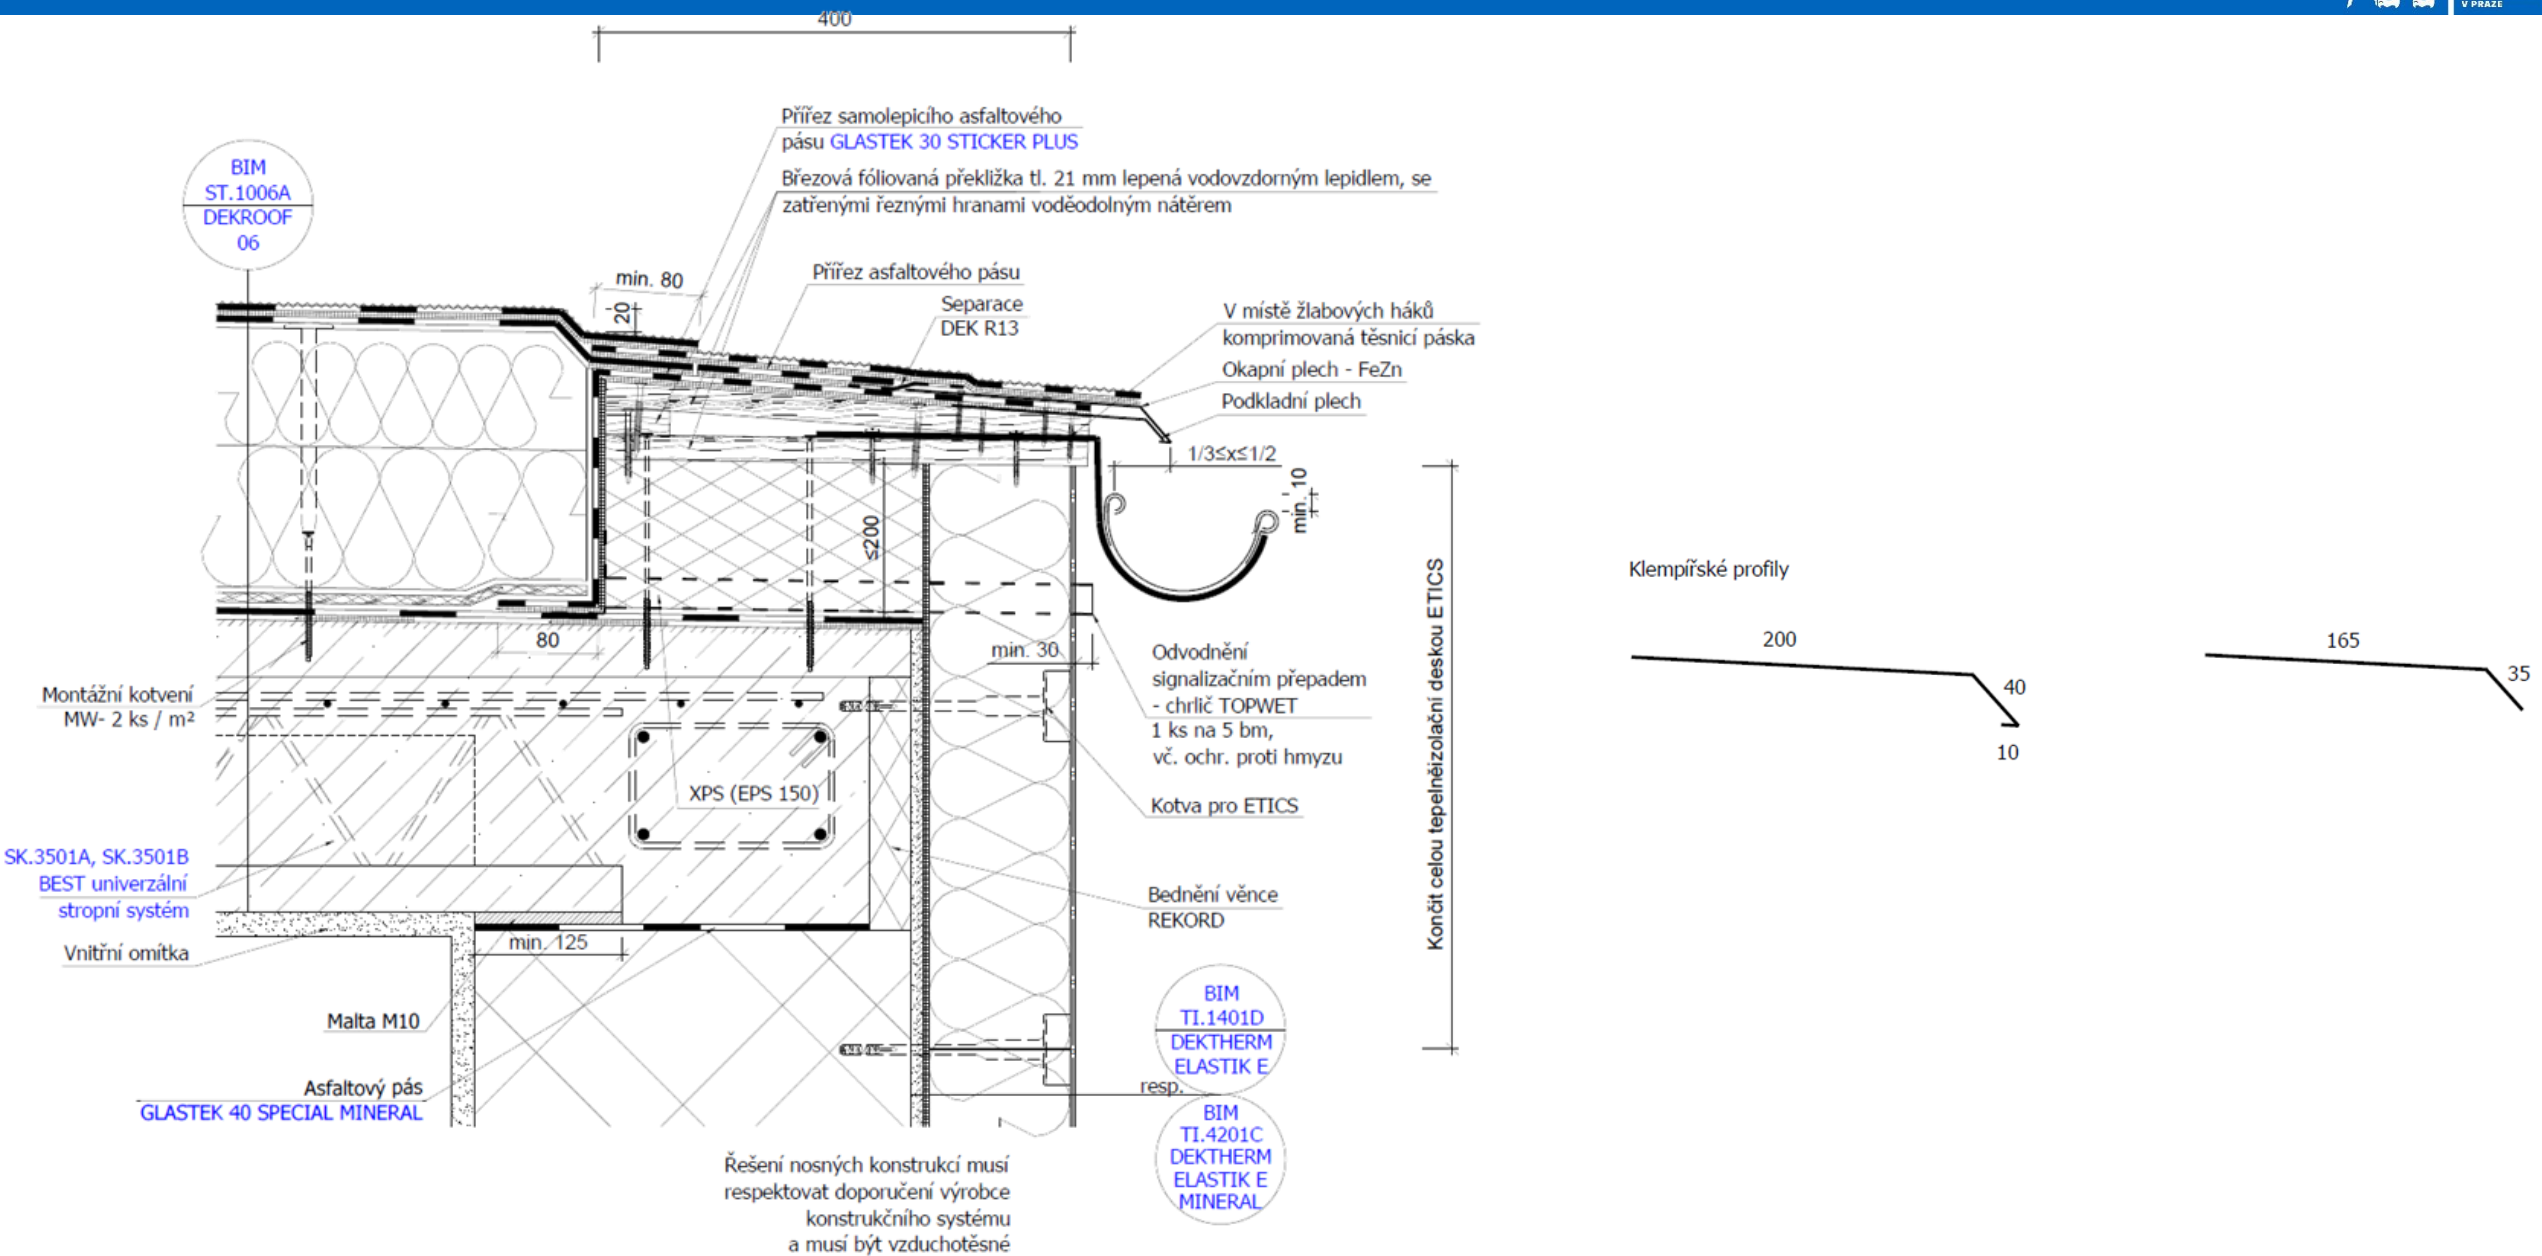 V PRAZE
400
Přířez samolepicího asfaltového
pásu GLASTEK 30 STICKER PLUS
BIM
ST.1006A
DEKROOF
06
Březová fóliovaná překližka tl. 21 mm lepená vodovzdorným lepidlem, se
zatřenými řeznými hranami voděodolným nátěrem
min. 80
20
Přířez asfaltového pásu
Separace
DEK R13
V místě žlabových háků
komprimovaná těsnicí páska
Okapní plech - FeZn
Podkladní plech
1/3≤x≤1/2
min. 10
≤200
Končit celou tepelněizolační deskou ETICS
80
min. 30
Odvodnění
signalizačním přepadem
- chrlič TOPWET
1 ks na 5 bm,
vč. ochr. proti hmyzu
Montážní kotvení
MW- 2 ks / m²
XPS (EPS 150)
Kotva pro ETICS
SK.3501A, SK.3501B
BEST univerzální
stropní systém
Bednění věnce
REKORD
Vnitřní omítka
min. 125
Malta M10
Asfaltový pás
GLASTEK 40 SPECIAL MINERAL
BIM
TI.1401D
DEKTHERM
ELASTIK E
resp.
BIM
TI.4201C
DEKTHERM
ELASTIK E
MINERAL
Řešení nosných konstrukcí musí
respektovat doporučení výrobce
konstrukčního systému
a musí být vzduchotěsné
Klempířské profily
200
40
10
165
35